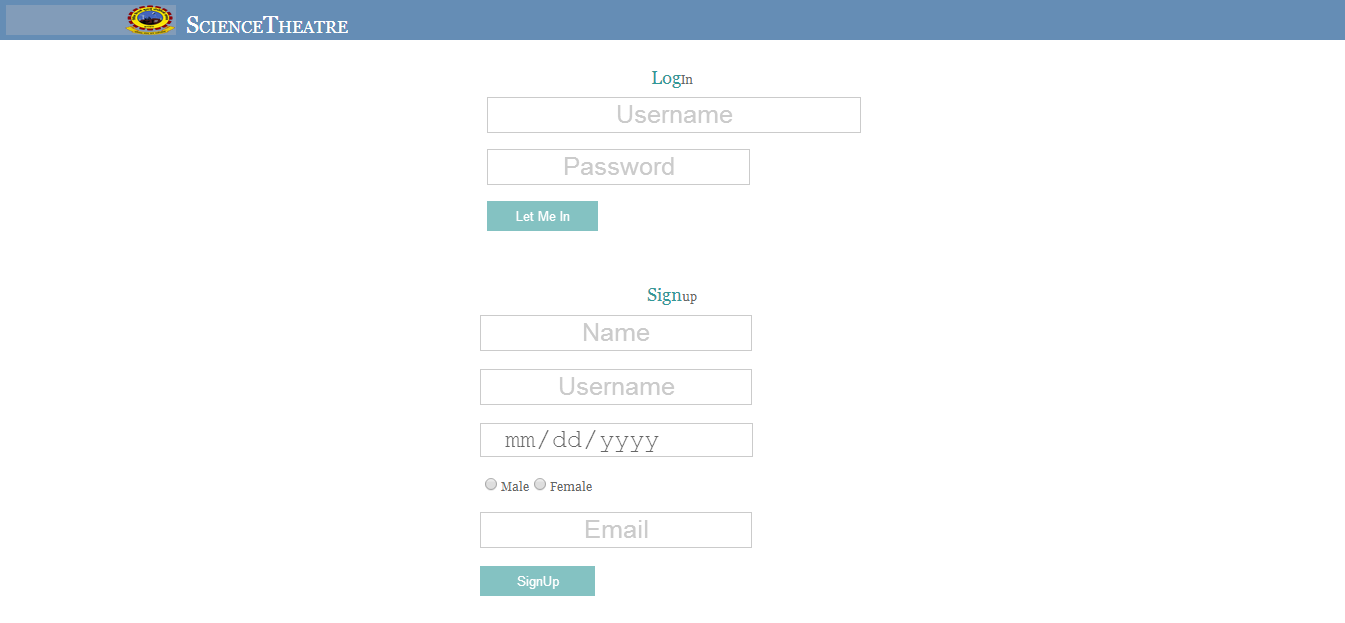 ScienceTheatre
LogIn
Username
Password
Let Me In
Signup
Name
Username
mm/dd/yyyy
Male Female
Email
SignUp